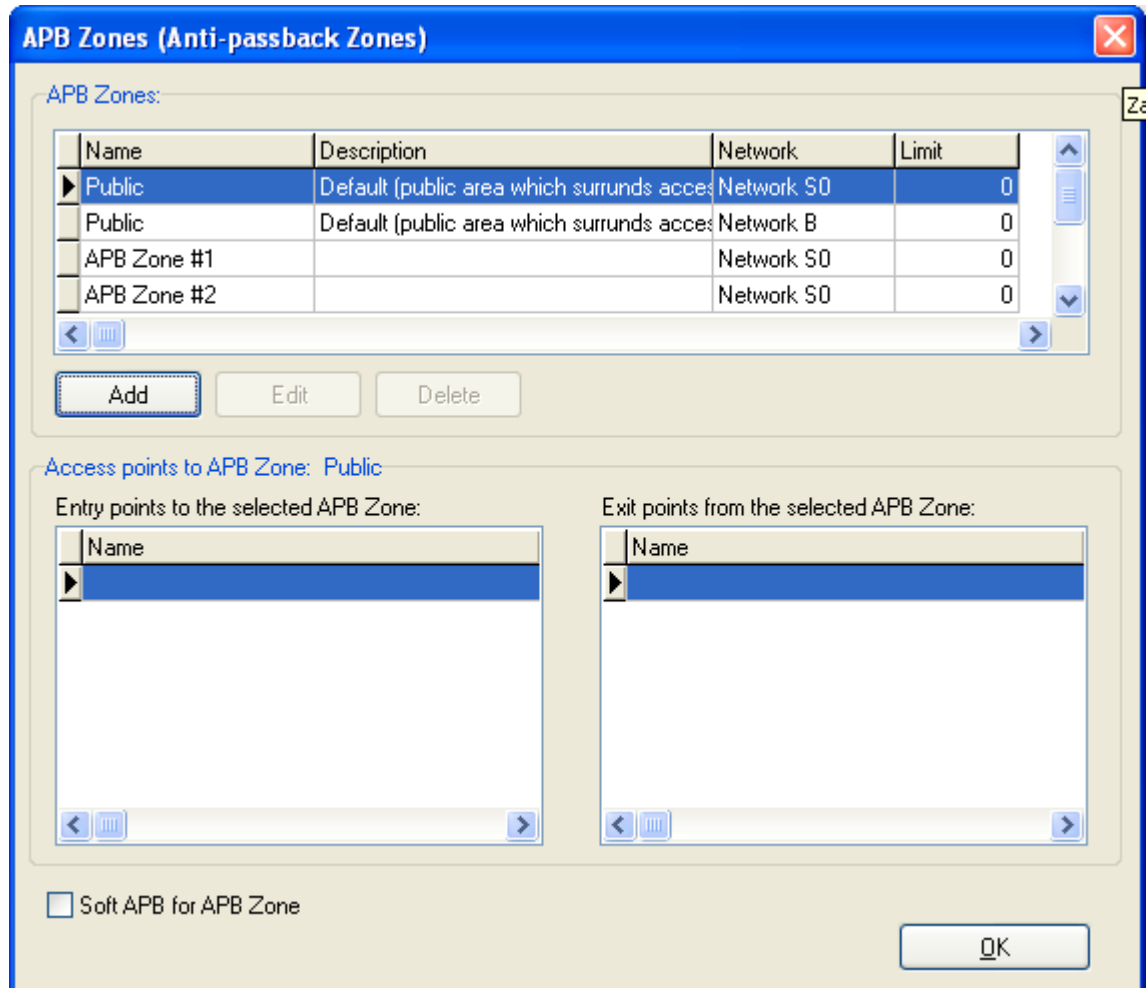 APB Zones (Anti-passback Zones)
APB Zones:
Za
Name Description Network Limit
Public Default (public area which surrunds acces Network S0 0
Public Default (public area which surrunds acces Network B 0
APB Zone #1 Network S0 0
APB Zone #2 Network S0 0
Add Edit Delete
Access points to APB Zone: Public
Entry points to the selected APB Zone: Exit points from the selected APB Zone:
Name Name
Soft APB for APB Zone
OK